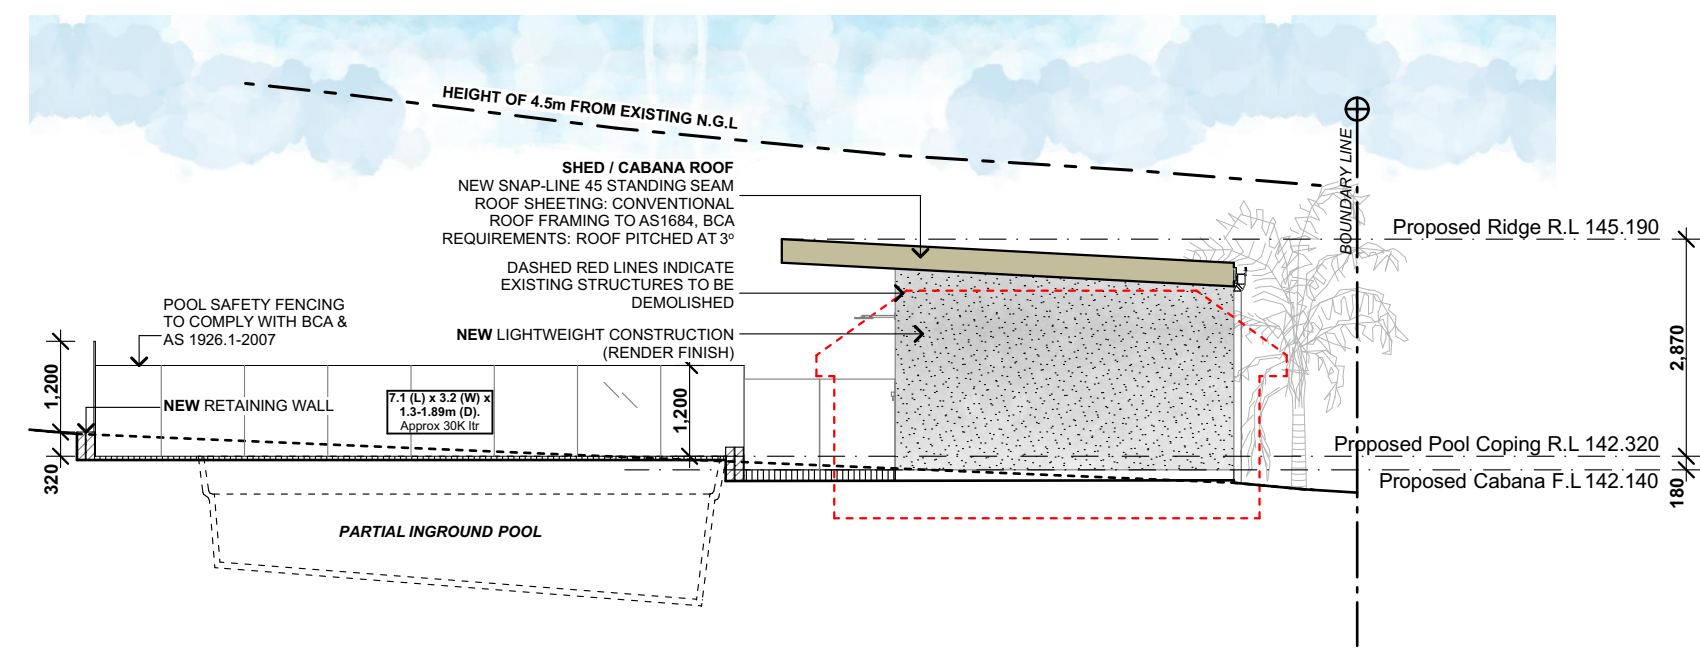 HEIGHT OF 4.5m FROM EXISTING N.G.L
BOUNDARY LINE
SHED / CABANA ROOF
NEW SNAP-LINE 45 STANDING SEAM
ROOF SHEETING: CONVENTIONAL
ROOF FRAMING TO AS1684, BCA
REQUIREMENTS: ROOF PITCHED AT 3º
DASHED RED LINES INDICATE
EXISTING STRUCTURES TO BE
DEMOLISHED
NEW LIGHTWEIGHT CONSTRUCTION
(RENDER FINISH)
POOL SAFETY FENCING
TO COMPLY WITH BCA &
AS 1926.1-2007
NEW RETAINING WALL
7.1 (L) x 3.2 (W) x
1.3-1.89m (D).
Approx 30K ltr
1,200
320
1,200
PARTIAL INGROUND POOL
Proposed Ridge R.L 145.190
Proposed Pool Coping R.L 142.320
Proposed Cabana F.L 142.140
2,870
180